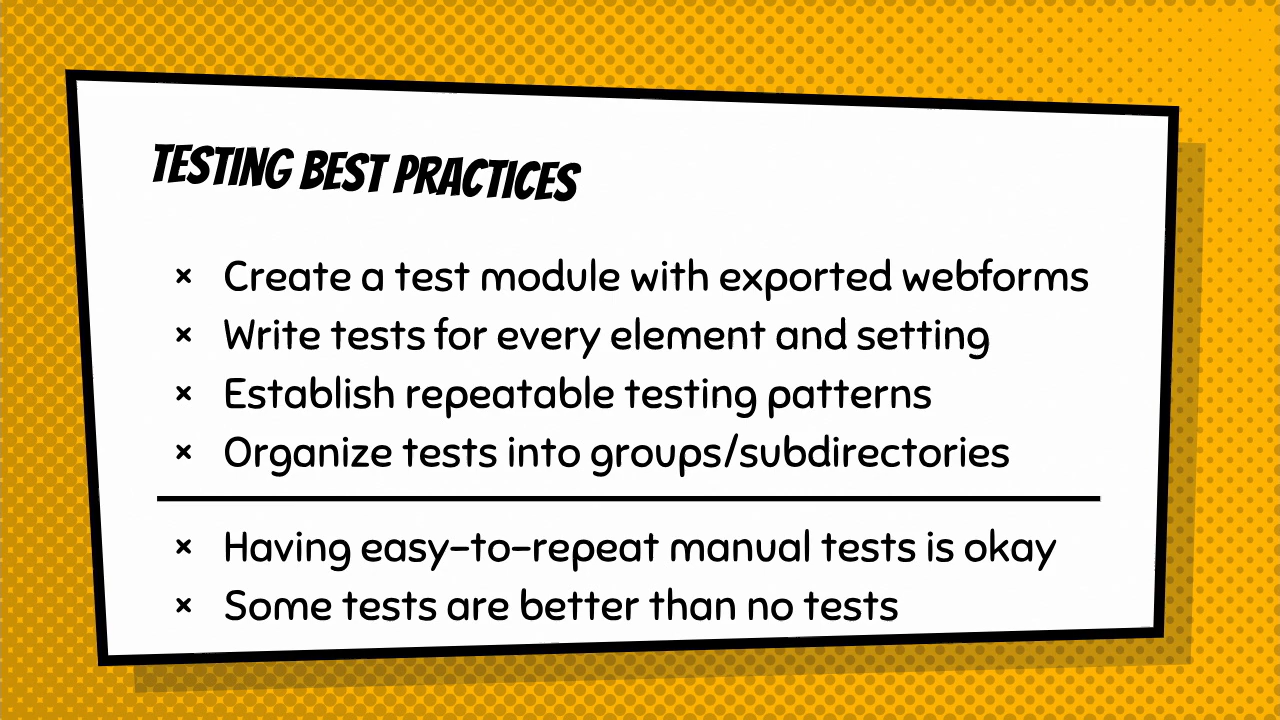 TESTING BEST PRACTICES
× Create a test module with exported webforms
× Write tests for every element and setting
× Establish repeatable testing patterns
× Organize tests into groups/subdirectories
× Having easy-to-repeat manual tests is okay
× Some tests are better than no tests